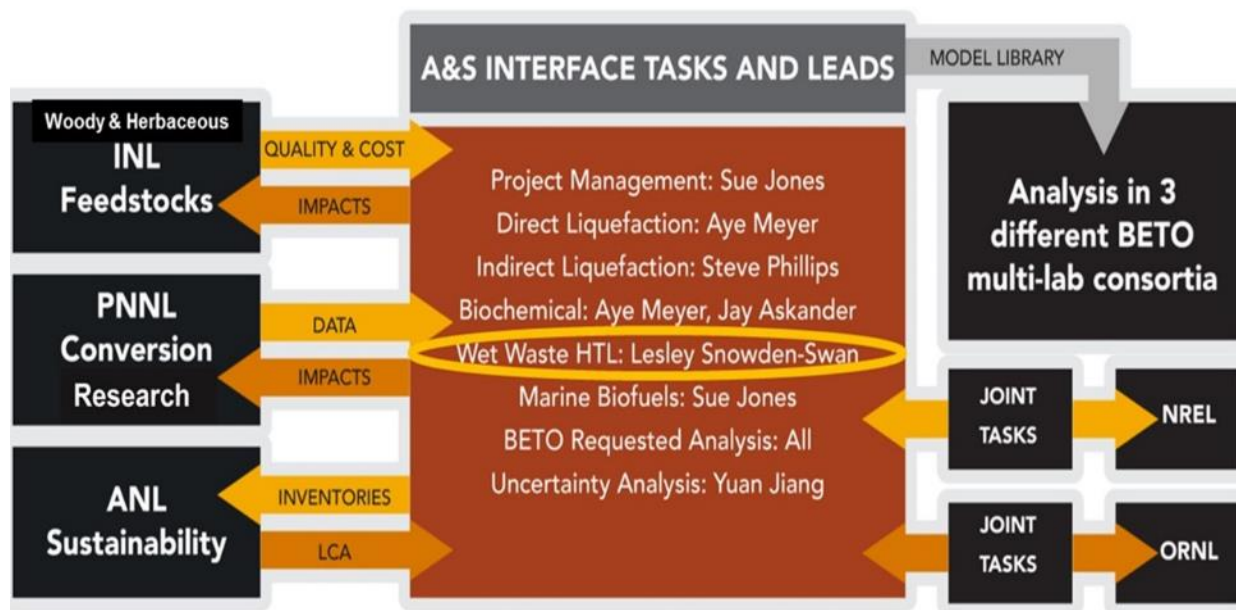 A&S INTERFACE TASKS AND LEADS
MODEL LIBRARY
Woody & Herbaceous
INL
Feedstocks
QUALITY & COST
IMPACTS
PNNL
Conversion
Research
DATA
IMPACTS
ANL
Sustainability
INVENTORIES
LCA
Project Management: Sue Jones
Direct Liquefaction: Aye Meyer
Indirect Liquefaction: Steve Phillips
Biochemical: Aye Meyer, Jay Askander
Wet Waste HTL: Lesley Snowden-Swan
Marine Biofuels: Sue Jones
BETO Requested Analysis: All
Uncertainty Analysis: Yuan Jiang
Analysis in 3
different BETO
multi-lab consortia
JOINT
TASKS
NREL
JOINT
TASKS
ORNL